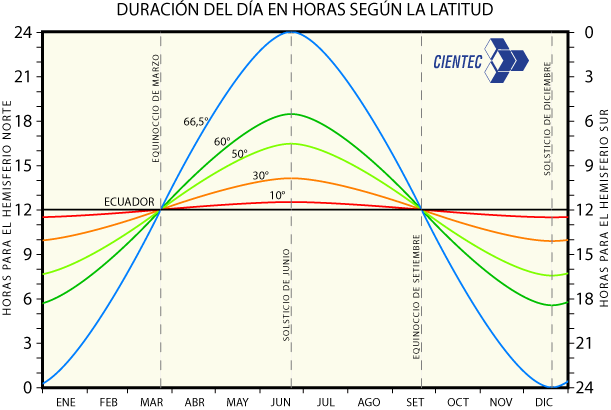 DURACIÓN DEL DÍA EN HORAS SEGÚN LA LATITUD
HORAS PARA EL HEMISFERIO NORTE
24
21
18
15
12
9
6
3
0
EQUINOCCIO DE MARZO
66,5°
60°
50°
30°
10°
ECUADOR
SOLSTICIO DE JUNIO
EQUINOCCIO DE SETIEMBRE
CIENTEC
SOLSTICIO DE DICIEMBRE
0
3
6
9
12
14
18
21
24
HORAS PARA EL HEMISFERIO SUR
ENE FEB MAR ABR MAY JUN JUL AGO SET OCT NOV DIC